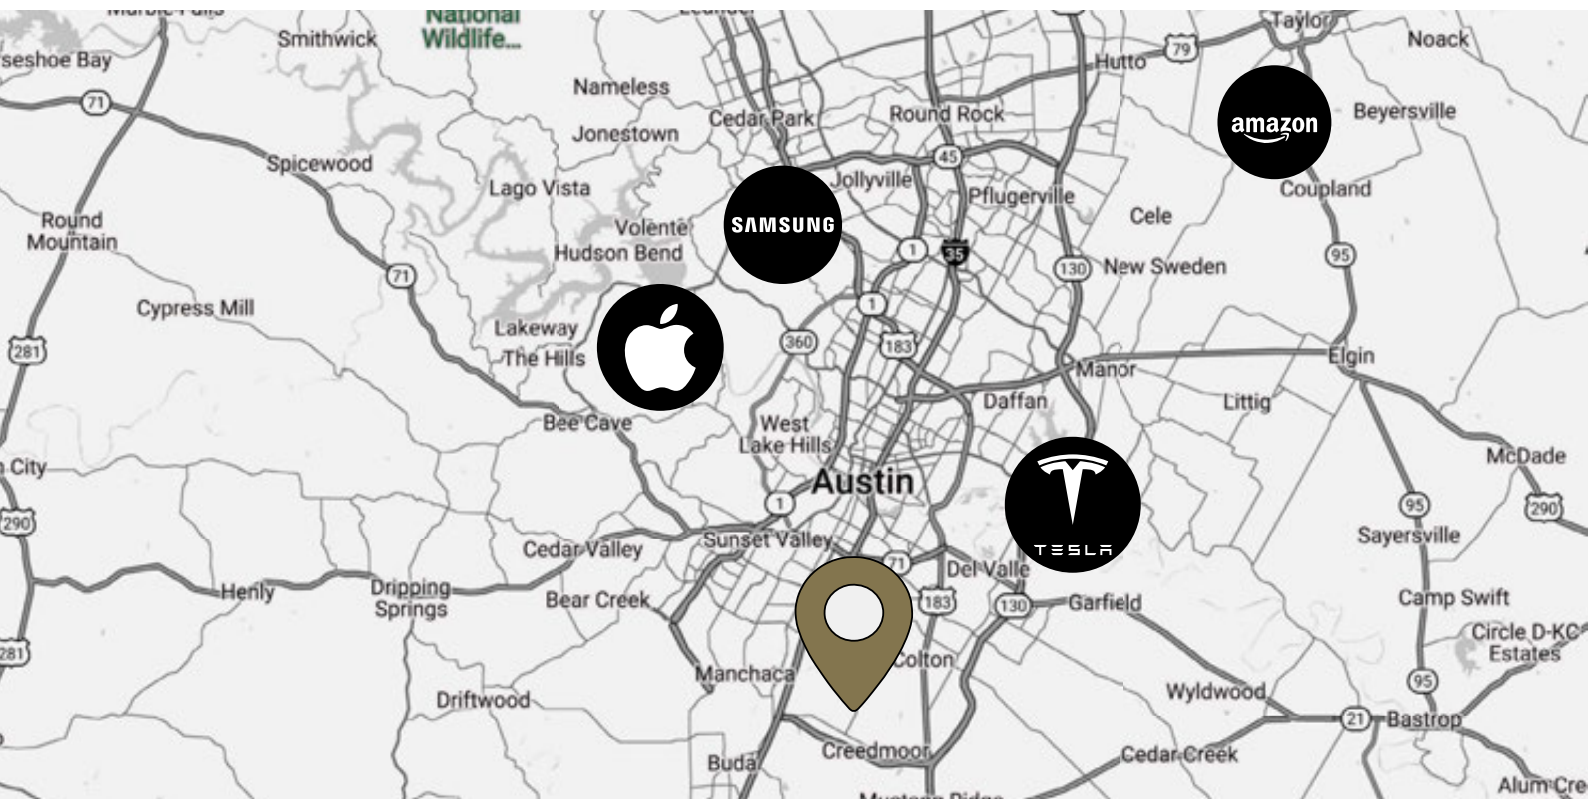 National
Wildlife...
Smithwick
Taylor
Noack
79
Hutto
Nameless
71
Cedar Park
Round Rock
amazon
Beyersville
Jonestown
45
Spicewood
Lago Vista
Jollyville
Pflugerville
Coupland
Round
Mountain
Volente
SAMSUNG
Cele
Hudson Bend
1
35
95
71
130
New Sweden
Cypress Mill
1
Lakeway
The Hills
281
360
183
Elgin
Manor
Daffan
Littig
Bee Cave
West
Lake Hills
City
McDade
Austin
1
95
290
290
Sayersville
Sunset Valley
TESLA
Cedar Valley
71
Del Valle
Henly
Dripping
Springs
Bear Creek
183
130
Garfield
Camp Swift
Circle D-KC
Estates
281
Colton
Manchaca
Driftwood
95
Wyldwood
21
Bastrop
Creedmoor
Cedar Creek
Buda
Alum Cre